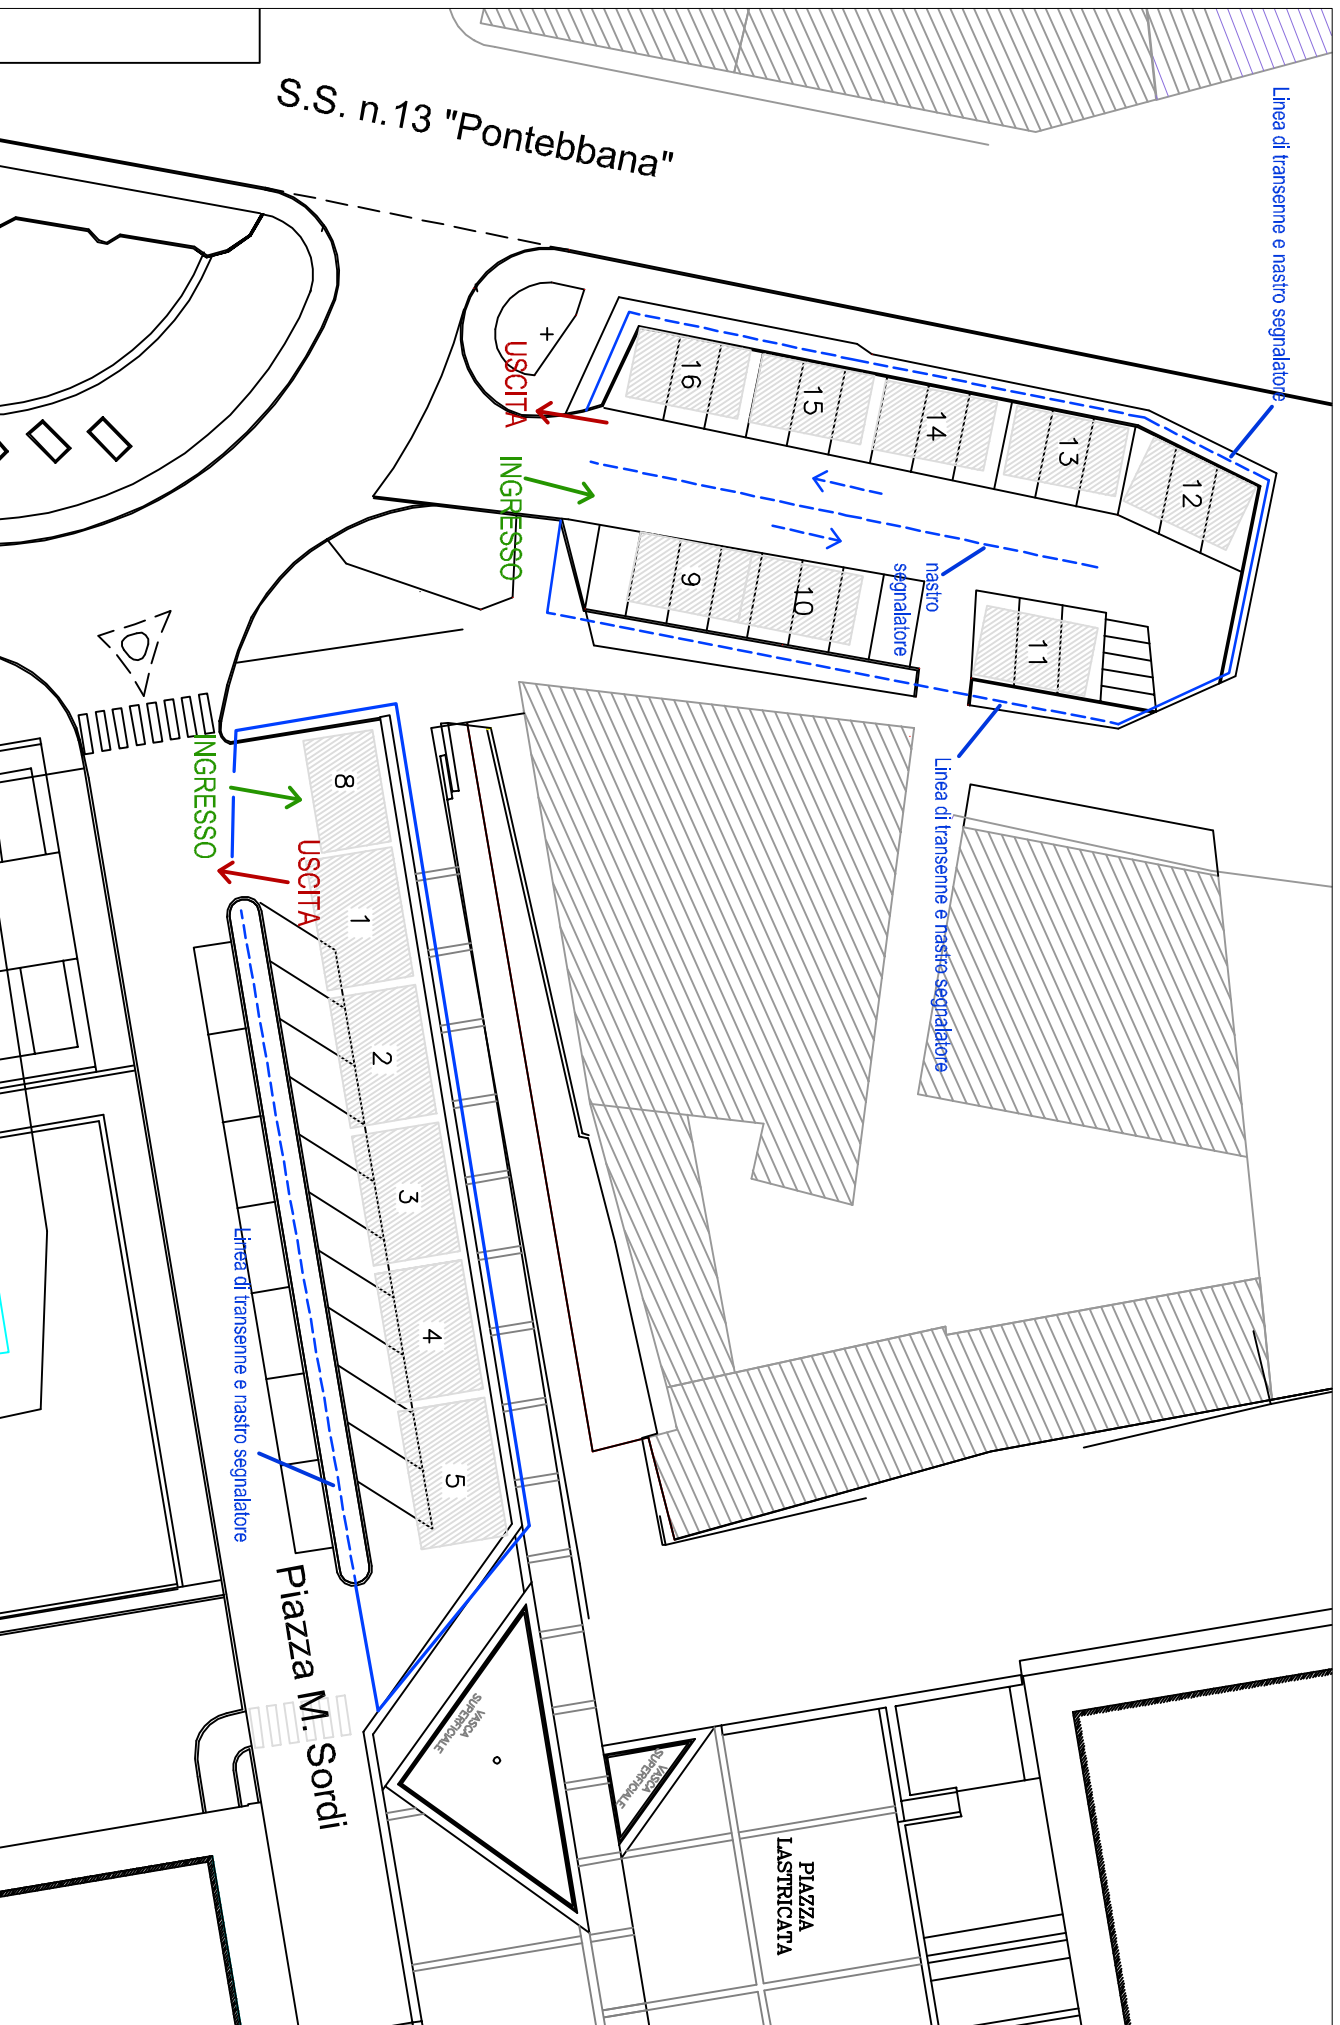 S.S. n.13 "Pontebbana"
Linea di transenne e nastro segnalatore
USCITA
INGRESSO
16
15
14
13
12
9
10
11
nastro
segnalatore
Linea di transenne e nastro segnalatore
INGRESSO
USCITA
8
1
2
3
4
5
Linea di transenne e nastro segnalatore
Piazza M. Sordi
VASCA
SUPERFICIALE
VASCA
SUPERFICIALE
PIAZZA
LASTRICATA